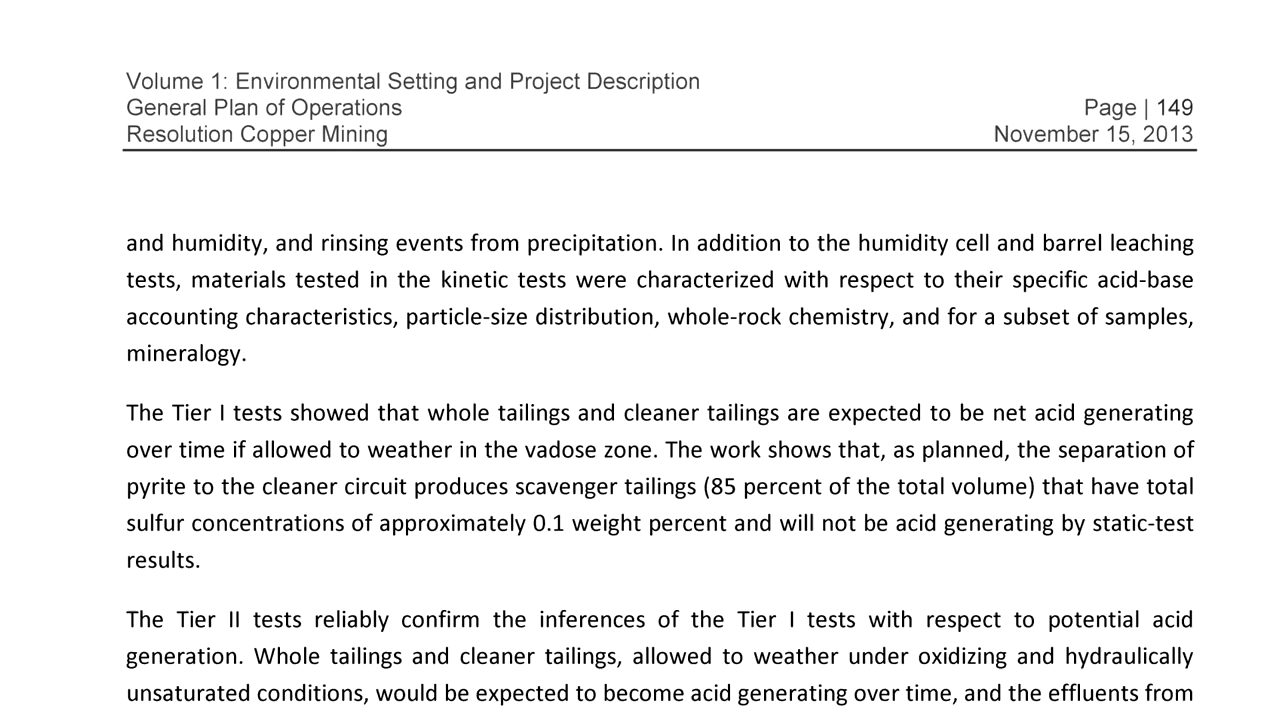 Volume 1: Environmental Setting and Project Description
General Plan of Operations
Page | 149
Resolution Copper Mining
November 15, 2013
and humidity, and rinsing events from precipitation. In addition to the humidity cell and barrel leaching
tests, materials tested in the kinetic tests were characterized with respect to their specific acid-base
accounting characteristics, particle-size distribution, whole-rock chemistry, and for a subset of samples,
mineralogy.
The Tier I tests showed that whole tailings and cleaner tailings are expected to be net acid generating
over time if allowed to weather in the vadose zone. The work shows that, as planned, the separation of
pyrite to the cleaner circuit produces scavenger tailings (85 percent of the total volume) that have total
sulfur concentrations of approximately 0.1 weight percent and will not be acid generating by static-test
results.
The Tier II tests reliably confirm the inferences of the Tier I tests with respect to potential acid
generation. Whole tailings and cleaner tailings, allowed to weather under oxidizing and hydraulically
unsaturated conditions, would be expected to become acid generating over time, and the effluents from